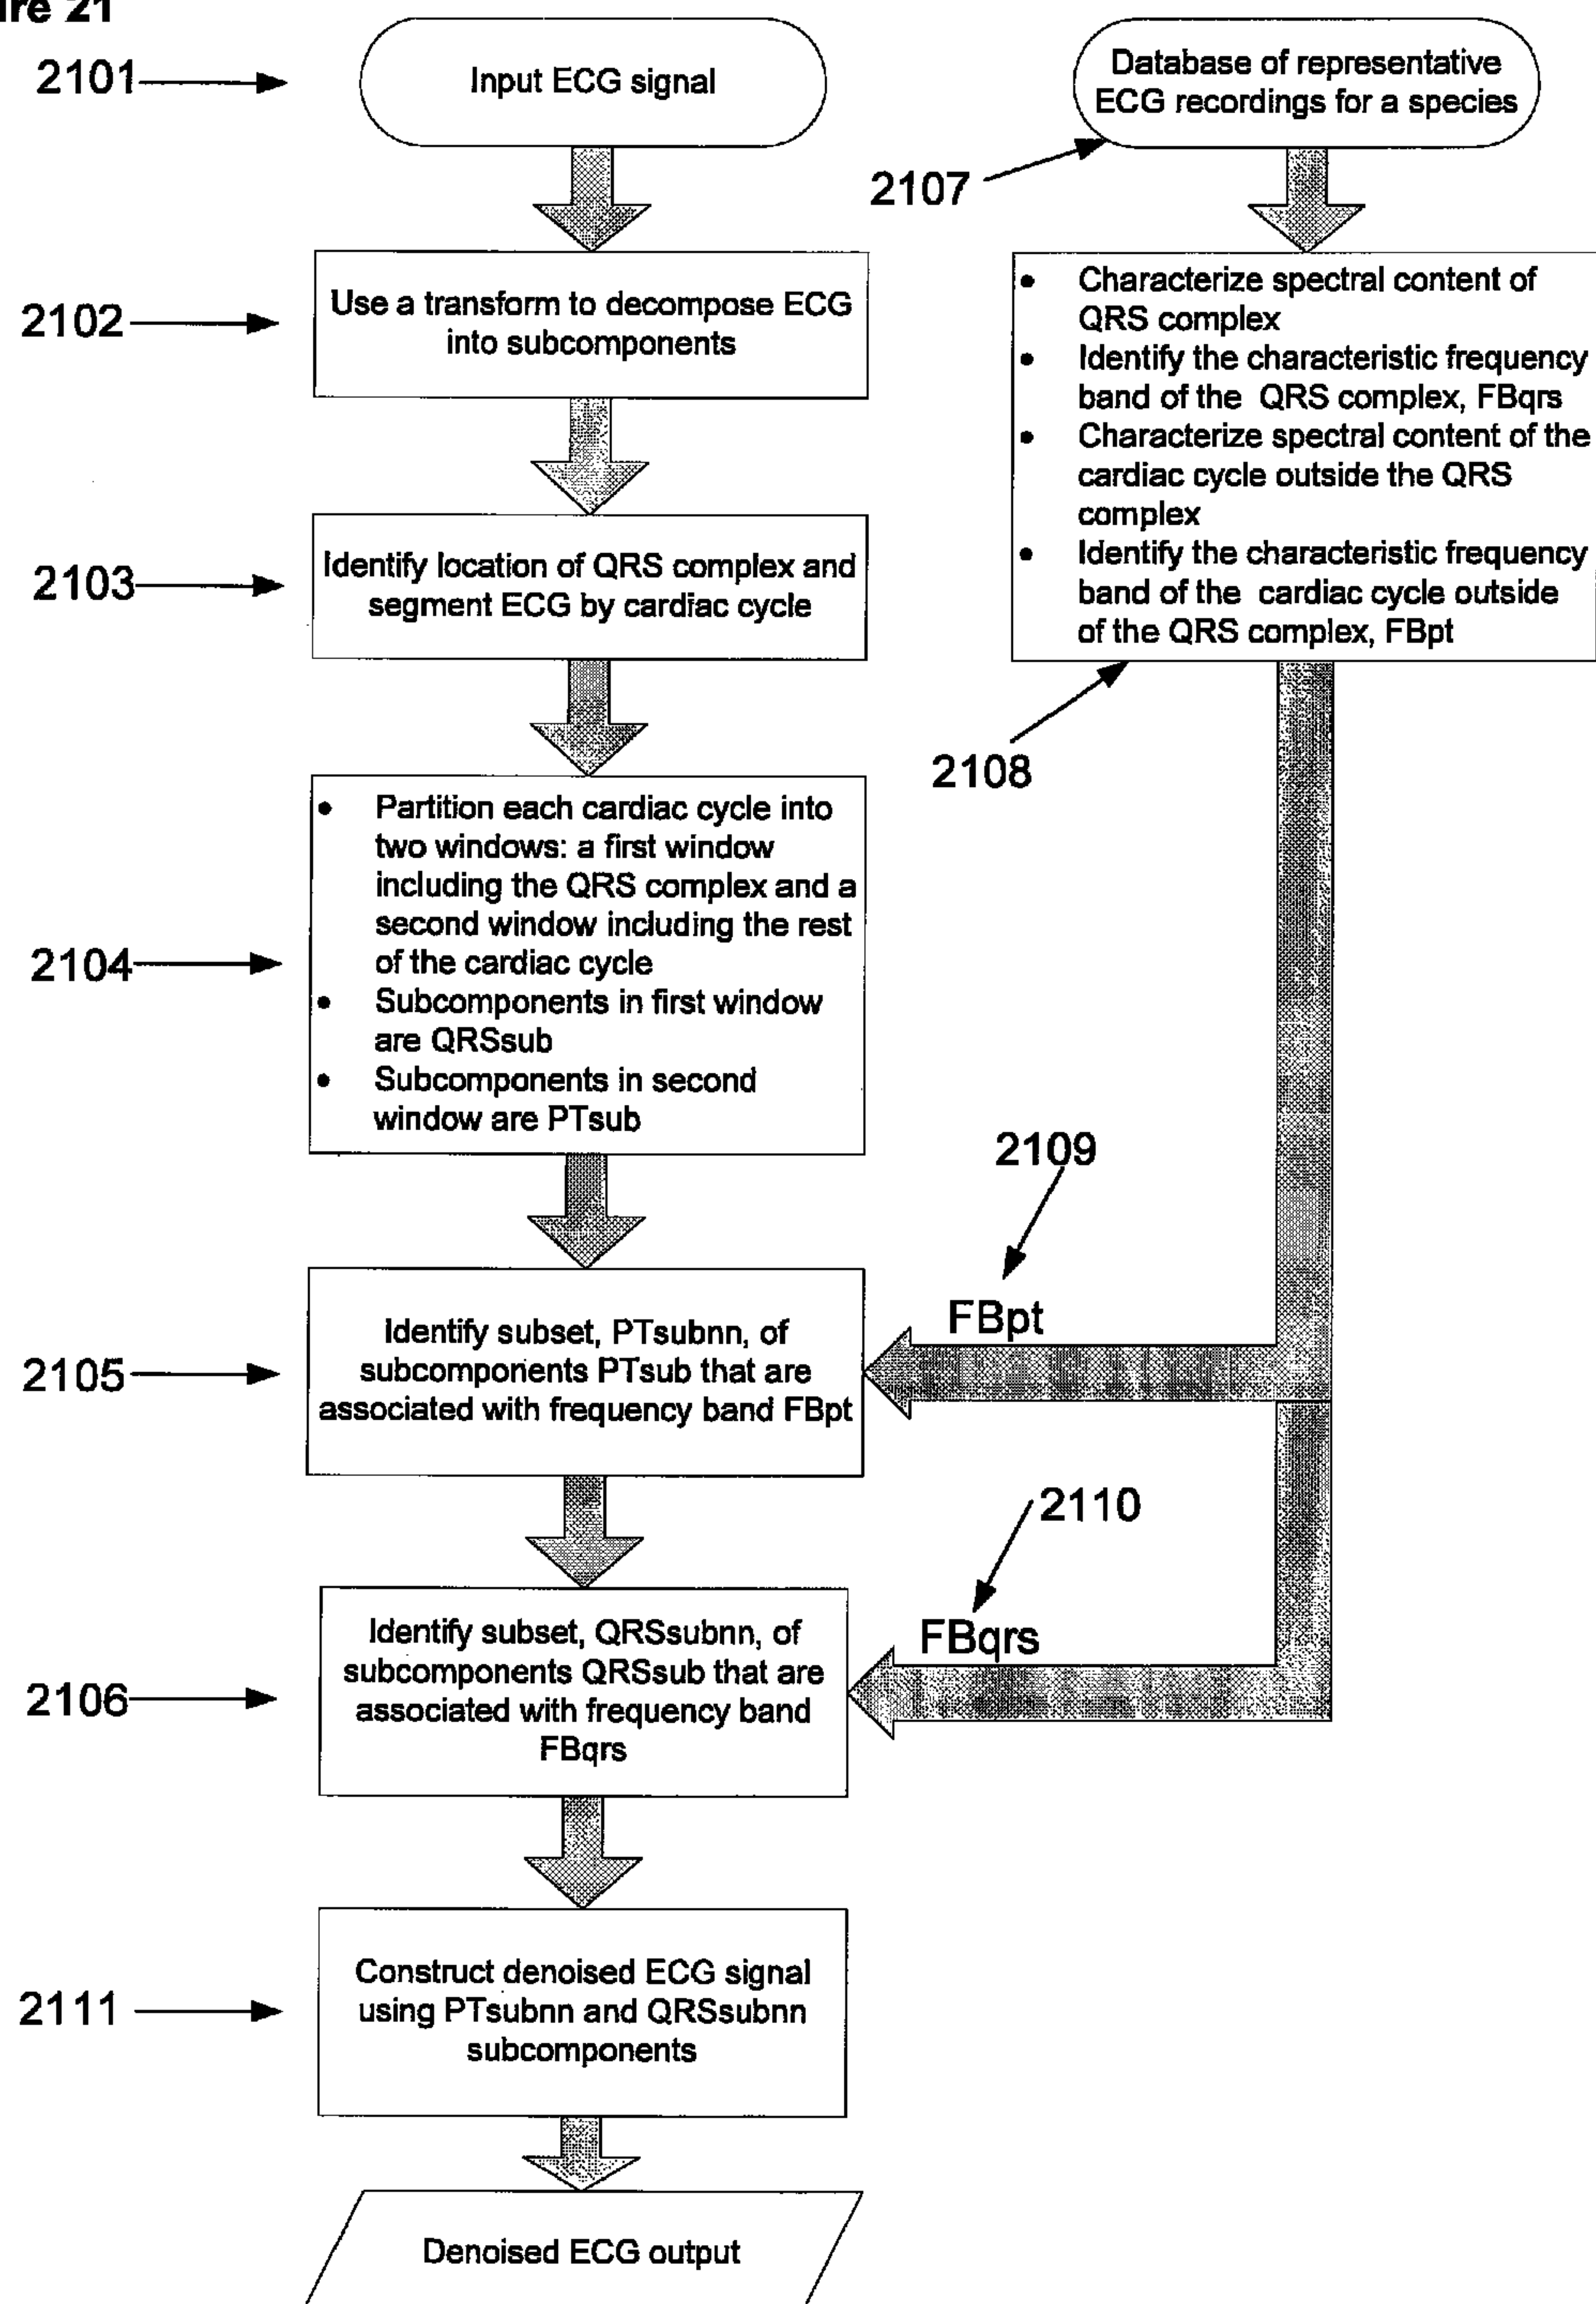 ire 21
2101
Input ECG signal
Database of representative
ECG recordings for a species
2107
2102
Use a transform to decompose ECG
into subcomponents
• Characterize spectral content of
QRS complex
• Identify the characteristic frequency
band of the QRS complex, FBqrs
• Characterize spectral content of the
cardiac cycle outside the QRS
complex
• Identify the characteristic frequency
band of the cardiac cycle outside
of the QRS complex, FBpt
2103
Identify location of QRS complex and
segment ECG by cardiac cycle
2108
2104
• Partition each cardiac cycle into
two windows: a first window
including the QRS complex and a
second window including the rest
of the cardiac cycle
• Subcomponents in first window
are QRSsub
• Subcomponents in second
window are PTsub
2109
FBpt
2105
Identify subset, PTsubnn, of
subcomponents PTsub that are
associated with frequency band FBpt
2110
FBqrs
2106
Identify subset, QRSsubnn, of
subcomponents QRSsub that are
associated with frequency band
FBqrs
2111
Construct denoised ECG signal
using PTsubnn and QRSsubnn
subcomponents
Denoised ECG output